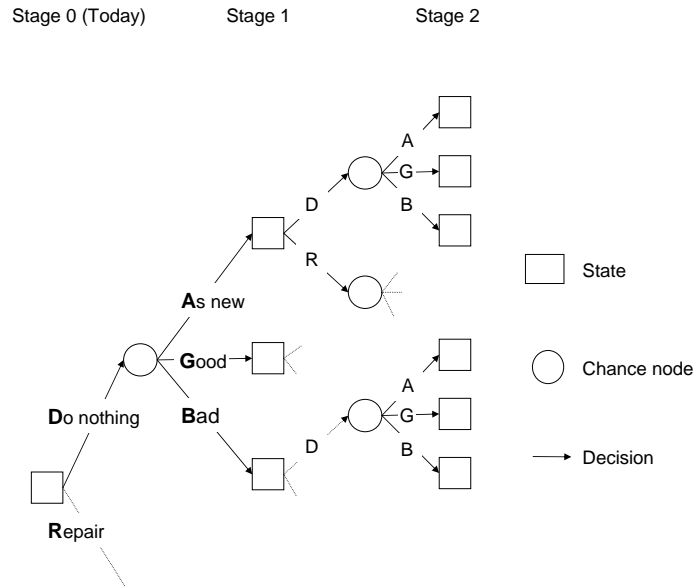 Stage 0 (Today)
Stage 1
Stage 2
A
G
B
D
R
As new
Good
Bad
Do nothing
Repair
D
A
G
B
State
Chance node
Decision